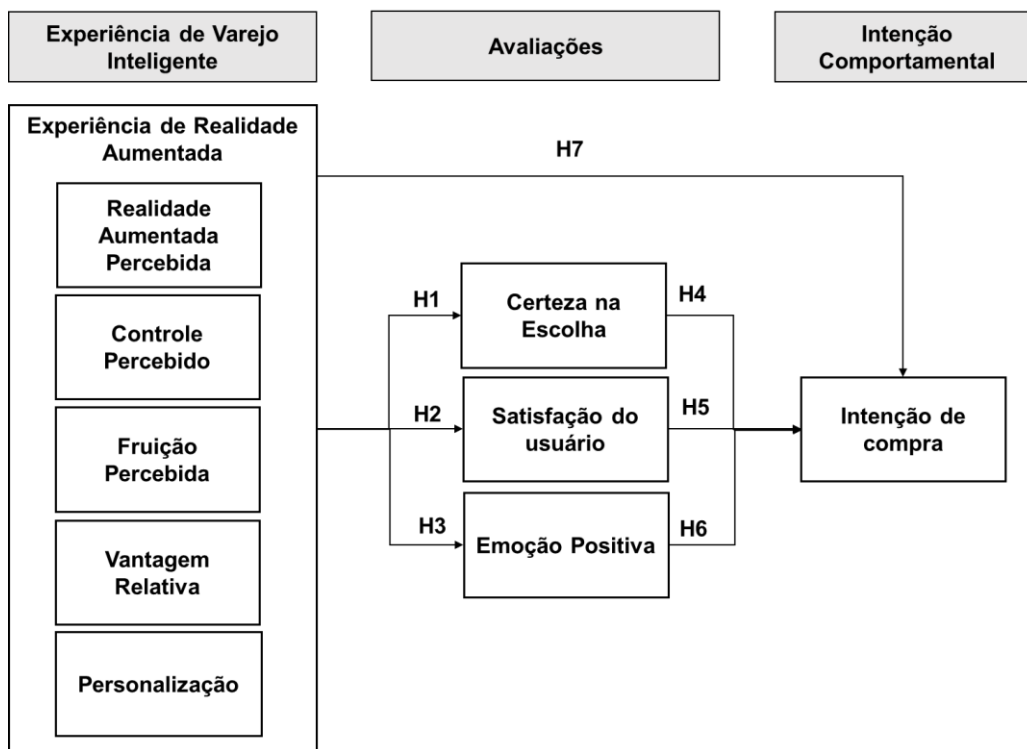 Experiência de Varejo
Inteligente
Avaliações
Intenção
Comportamental
Experiência de Realidade
Aumentada
Realidade
Aumentada
Percebida
Controle
Percebido
Fruição
Percebida
Vantagem
Relativa
Personalização
H7
H1
Certeza na
Escolha
H4
H2
Satisfação do
usuário
H5
H3
Emoção Positiva
H6
Intenção de
compra